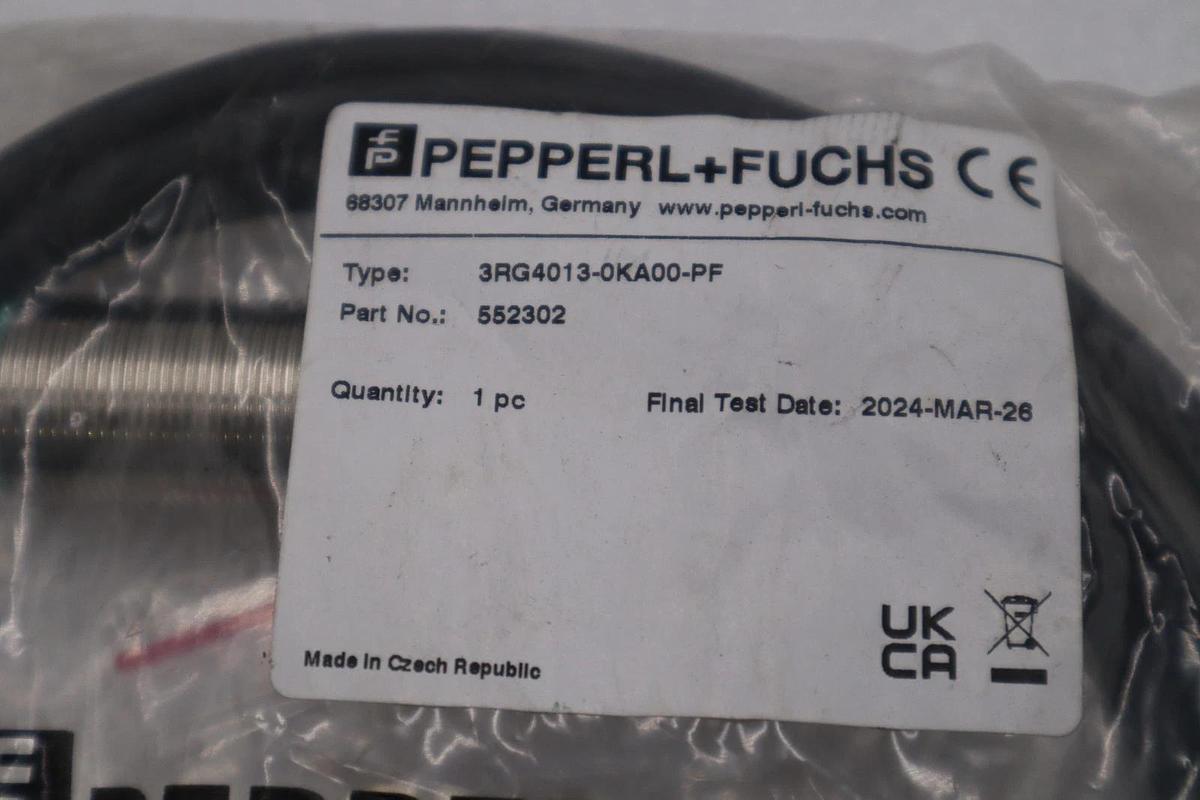 PEPPERL+FUCHS CE
68307 Mannheim, Germany www.pepperl-fuchs.com
Type: 3RG4013-0KA00-PF
Part No.: 552302
Quantity: 1 pc Final Test Date: 2024-MAR-26
UK
CA
Made in Czech Republic